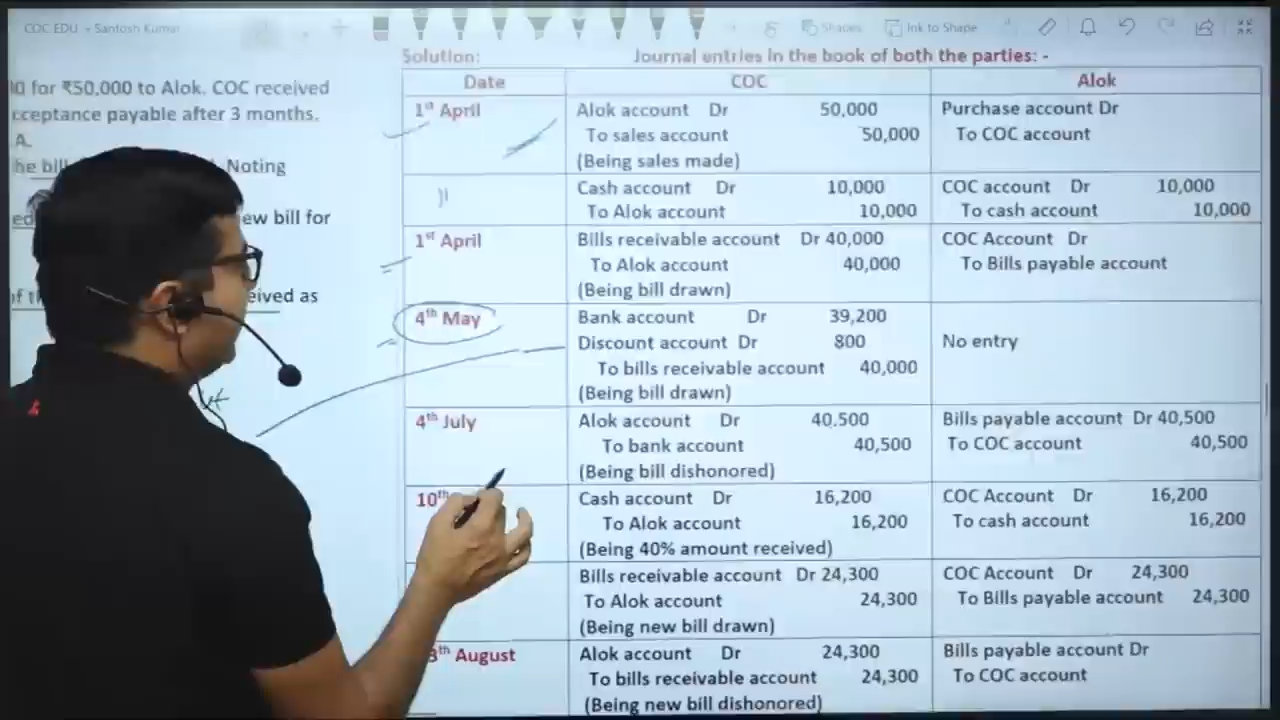 COC EDU - Santosh Kumar
Shapes
Ink to Shape
for ₹50,000 to Alok. COC received
cceptance payable after 3 months.
A.
he bil
Noting
ed
ew bill for
of th
eived as
Solution:
Journal entries in the book of both the parties: -
Date COC Alok
1st April
Alok account Dr 50,000
To sales account 50,000
(Being sales made)
Purchase account Dr
To COC account
Cash account Dr 10,000
To Alok account 10,000
COC account Dr 10,000
To cash account 10,000
1st April
Bills receivable account Dr 40,000
To Alok account 40,000
(Being bill drawn)
COC Account Dr
To Bills payable account
4th May
Bank account Dr 39,200
Discount account Dr 800
To bills receivable account 40,000
(Being bill drawn)
No entry
4th July
Alok account Dr 40,500
To bank account 40,500
(Being bill dishonored)
Bills payable account Dr 40,500
To COC account 40,500
10th
Cash account Dr 16,200
To Alok account 16,200
(Being 40% amount received)
COC Account Dr 16,200
To cash account 16,200
Bills receivable account Dr 24,300
To Alok account 24,300
(Being new bill drawn)
COC Account Dr 24,300
To Bills payable account 24,300
3th August
Alok account Dr 24,300
To bills receivable account 24,300
(Being new bill dishonored)
Bills payable account Dr
To COC account